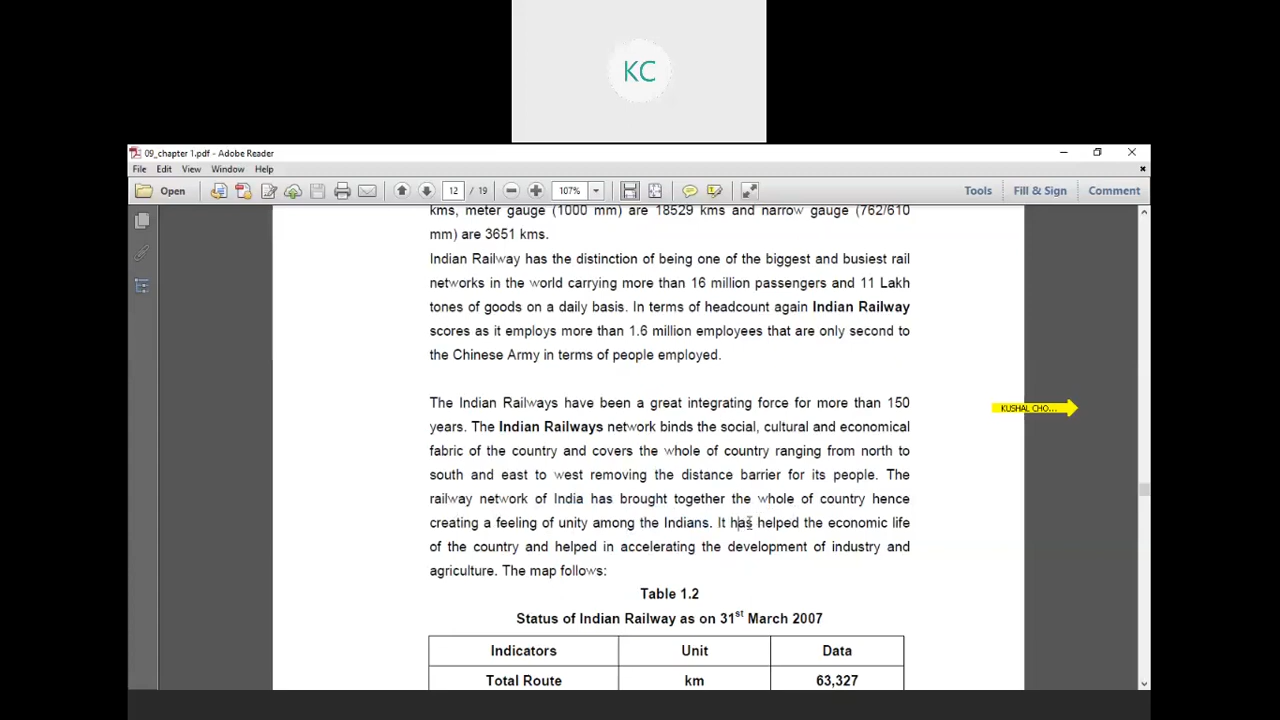 KC
09_chapter 1.pdf - Adobe Reader
File Edit View Window Help
Open 12 / 19 107% Tools Fill & Sign Comment
kms, meter gauge (1000 mm) are 18529 kms and narrow gauge (762/610
mm) are 3651 kms.
Indian Railway has the distinction of being one of the biggest and busiest rail
networks in the world carrying more than 16 million passengers and 11 Lakh
tones of goods on a daily basis. In terms of headcount again Indian Railway
scores as it employs more than 1.6 million employees that are only second to
the Chinese Army in terms of people employed.
The Indian Railways have been a great integrating force for more than 150
KUSHAL CHO...
years. The Indian Railways network binds the social, cultural and economical
fabric of the country and covers the whole of country ranging from north to
south and east to west removing the distance barrier for its people. The
railway network of India has brought together the whole of country hence
creating a feeling of unity among the Indians. It has helped the economic life
of the country and helped in accelerating the development of industry and
agriculture. The map follows:
Table 1.2
Status of Indian Railway as on 31st March 2007
Indicators Unit Data
Total Route km 63,327